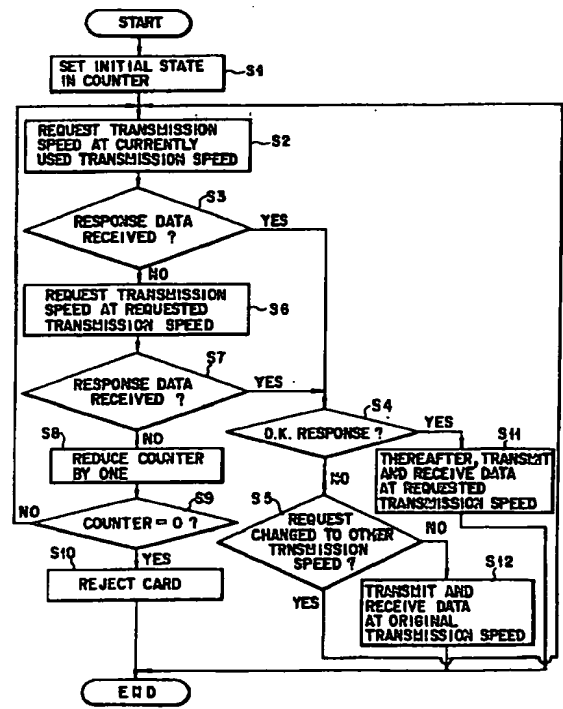 START
SET INITIAL STATE
IN COUNTER
S1
REQUEST TRANSMISSION
SPEED AT CURRENTLY
USED TRANSMISSION SPEED
S2
S3
RESPONSE DATA
RECEIVED ?
YES
NO
REQUEST TRANSMISSION
SPEED AT REQUESTED
TRANSMISSION SPEED
S6
S7
RESPONSE DATA
RECEIVED ?
YES
NO
S4
O.K. RESPONSE ?
YES
NO
S8
REDUCE COUNTER
BY ONE
S11
THEREAFTER, TRANSMIT
AND RECEIVE DATA
AT REQUESTED
TRANSMISSION SPEED
S9
COUNTER = 0 ?
NO
YES
S5
REQUEST
CHANGED TO OTHER
TRNSMISSION
SPEED ?
NO
YES
S10
REJECT CARD
S12
TRANSMIT AND
RECEIVE DATA
AT ORIGINAL
TRANSMISSION SPEED
END